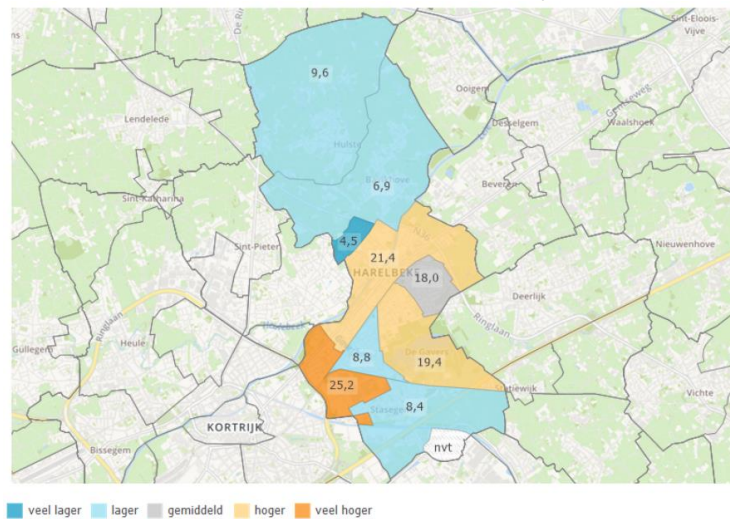 Sint-Eloois-
Vijve
9,6
Ooigem
Lendelede
Desselgem
Waalshoek
Hulste
6,9
Beveren
Sint-Katharina
Sint-Pieter
4,5
21,4
HARELBEKE
18,0
Nieuwenhove
Deerlijk
Ringlaan
Ringlaan
Gullegem
Heule
8,8
19,4
25,2
Statiewijk
Vichte
8,4
KORTRIJK
nvt
Bissegem
veel lager
lager
gemiddeld
hoger
veel hoger